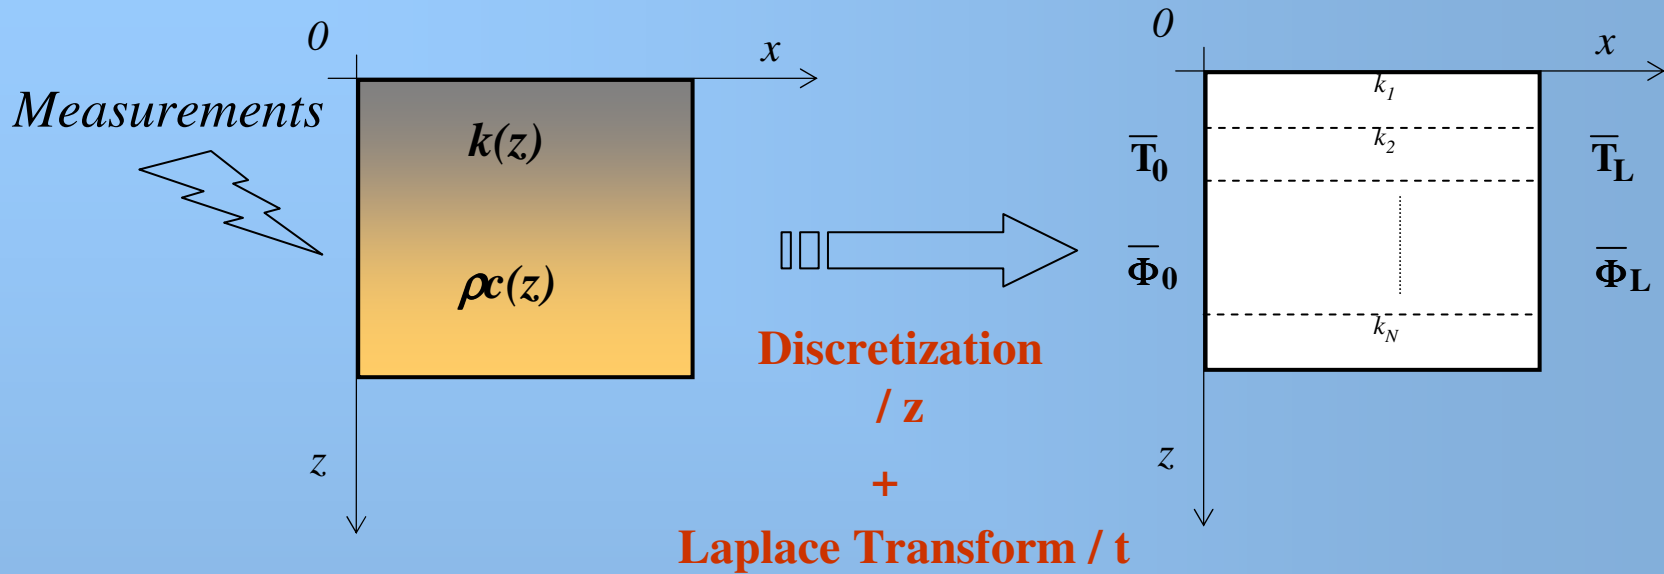 0
x
Measurements
k(z)
ρc(z)
z
Discretization
/ z
+
Laplace Transform / t
0
x
k1
k2
kN
T̅0
Φ̅0
T̅L
Φ̅L
z